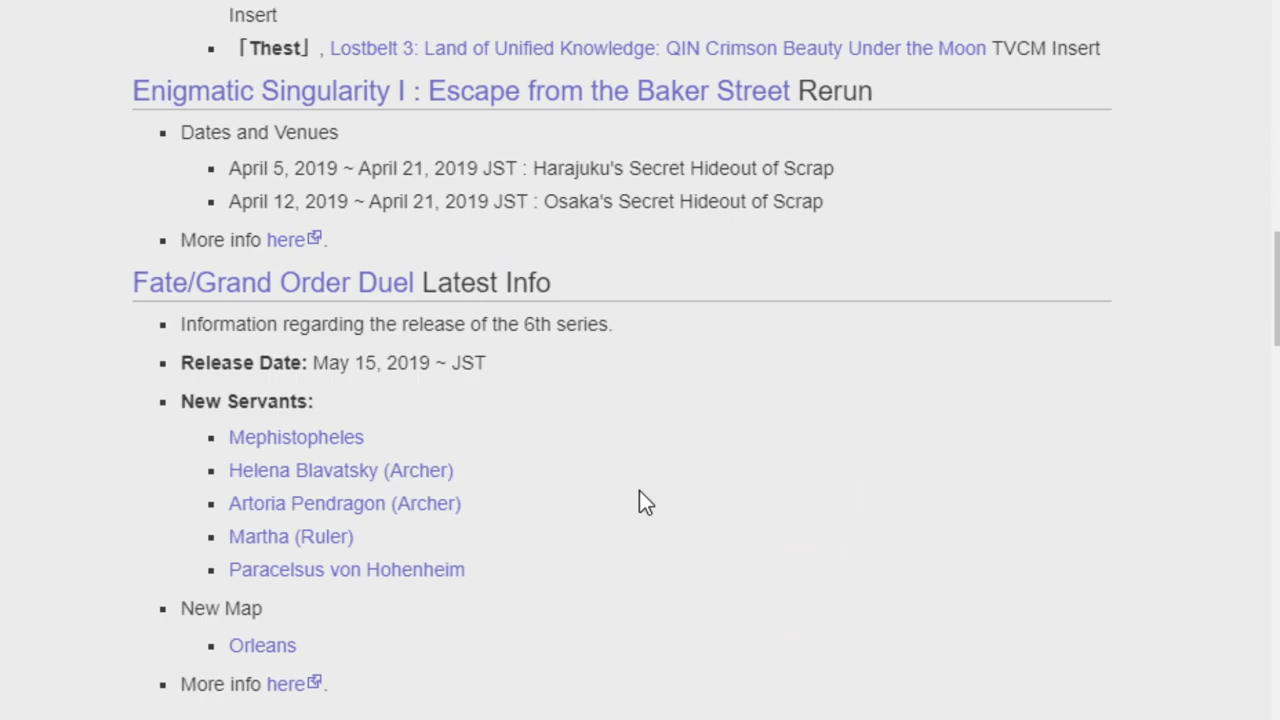 Insert
「Thest」, Lostbelt 3: Land of Unified Knowledge: QIN Crimson Beauty Under the Moon TVCM Insert
Enigmatic Singularity I : Escape from the Baker Street Rerun
Dates and Venues
April 5, 2019 ~ April 21, 2019 JST : Harajuku's Secret Hideout of Scrap
April 12, 2019 ~ April 21, 2019 JST : Osaka's Secret Hideout of Scrap
More info here.
Fate/Grand Order Duel Latest Info
Information regarding the release of the 6th series.
Release Date: May 15, 2019 ~ JST
New Servants:
Mephistopheles
Helena Blavatsky (Archer)
Artoria Pendragon (Archer)
Martha (Ruler)
Paracelsus von Hohenheim
New Map
Orleans
More info here.